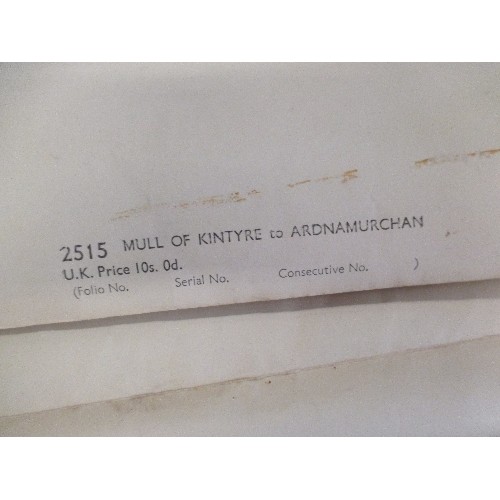 2515 MULL OF KINTYRE to ARDNAMURCHAN
U.K. Price 10s. 0d.
(Folio No. Serial No. Consecutive No. )